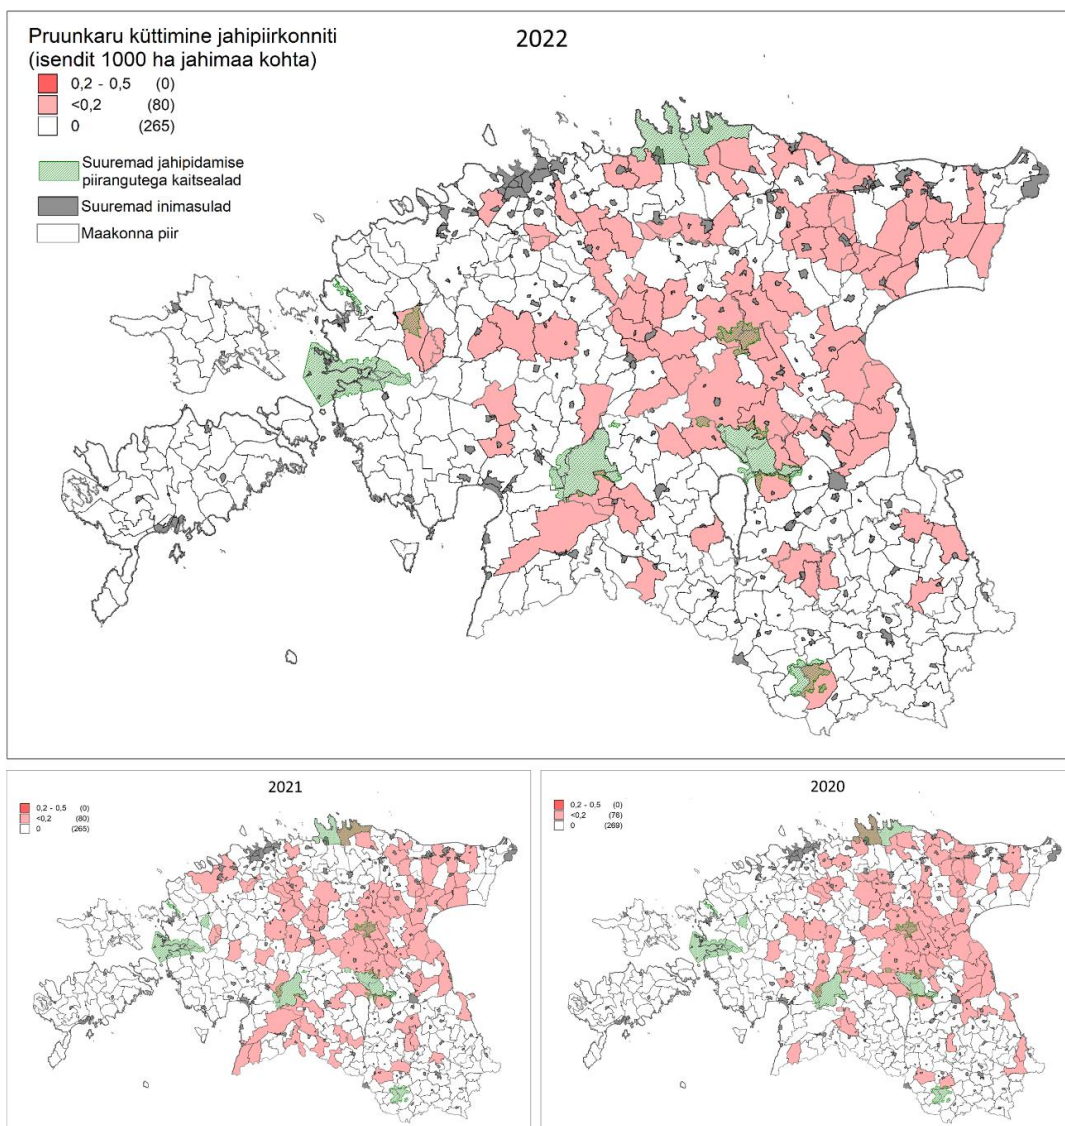 Pruunkaru küttimine jahipiirkonniti
(isendit 1000 ha jahimaa kohta)
2022
0,2 - 0,5 (0)
<0,2 (80)
0 (265)
Suuremad jahipidamise
piirangutega kaitsealad
Suuremad inimasulad
Maakonna piir
2021
0,2 - 0,5 (0)
<0,2 (80)
0 (265)
2020
0,2 - 0,5 (0)
<0,2 (76)
0 (269)